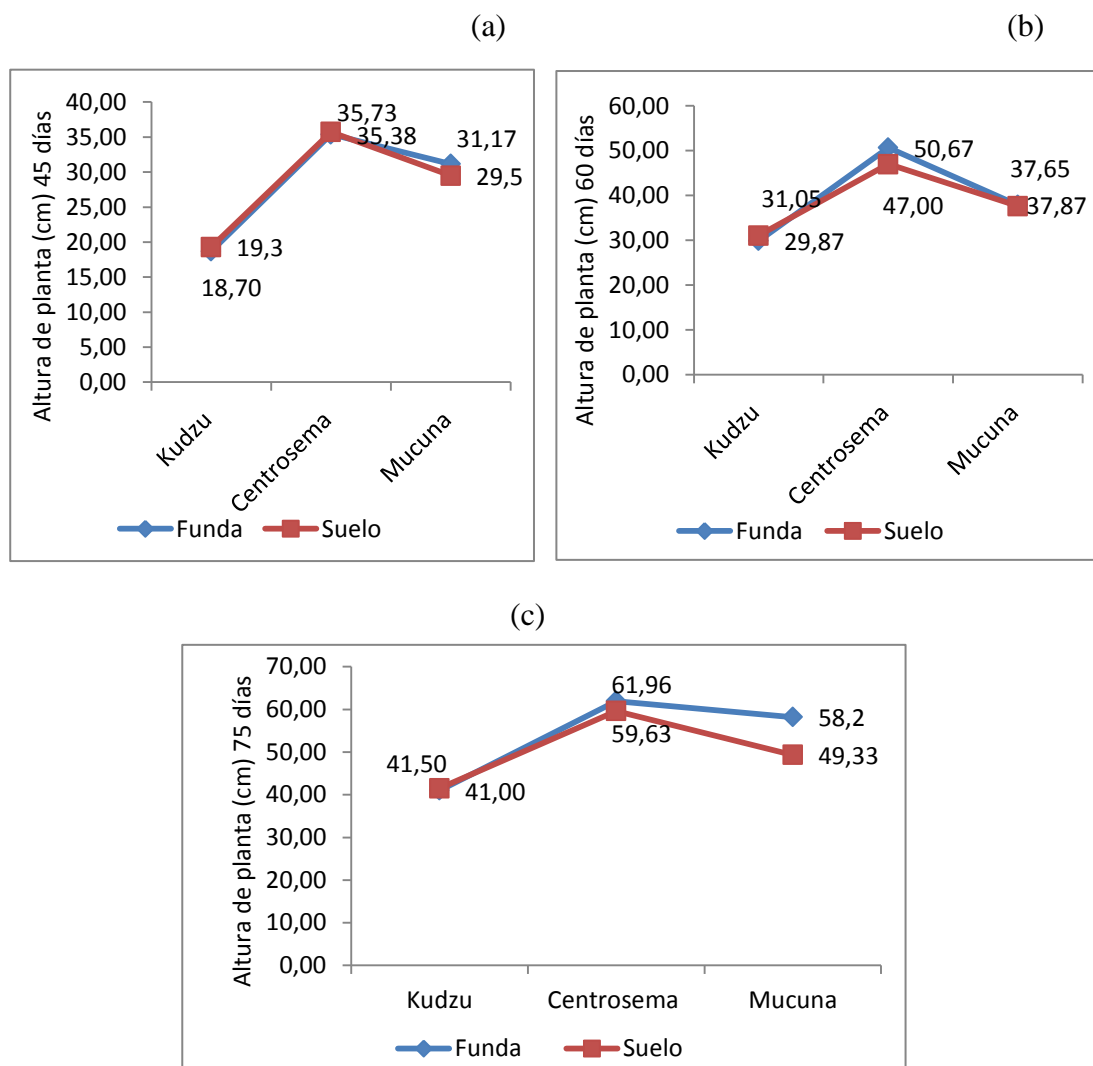 (a)
Altura de planta (cm) 45 días
40,00
35,00
30,00
25,00
20,00
15,00
10,00
5,00
0,00
35,73
35,38
31,17
29,5
19,3
18,70
Kudzu
Centrosema
Mucuna
Funda
Suelo
(b)
Altura de planta (cm) 60 días
60,00
50,00
40,00
30,00
20,00
10,00
0,00
50,67
37,65
31,05
47,00
37,87
29,87
Kudzu
Centrosema
Mucuna
Funda
Suelo
(c)
Altura de planta (cm) 75 días
70,00
60,00
50,00
40,00
30,00
20,00
10,00
0,00
61,96
58,2
59,63
49,33
41,50
41,00
Kudzu
Centrosema
Mucuna
Funda
Suelo